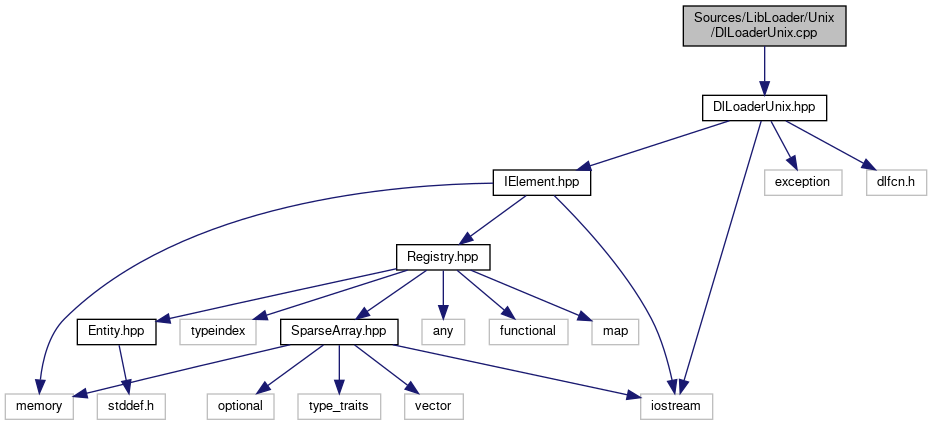 Sources/LibLoader/Unix
/DlLoaderUnix.cpp
DlLoaderUnix.hpp
IElement.hpp
exception
dlfcn.h
Registry.hpp
Entity.hpp
typeindex
SparseArray.hpp
any
functional
map
memory
stddef.h
optional
type_traits
vector
iostream